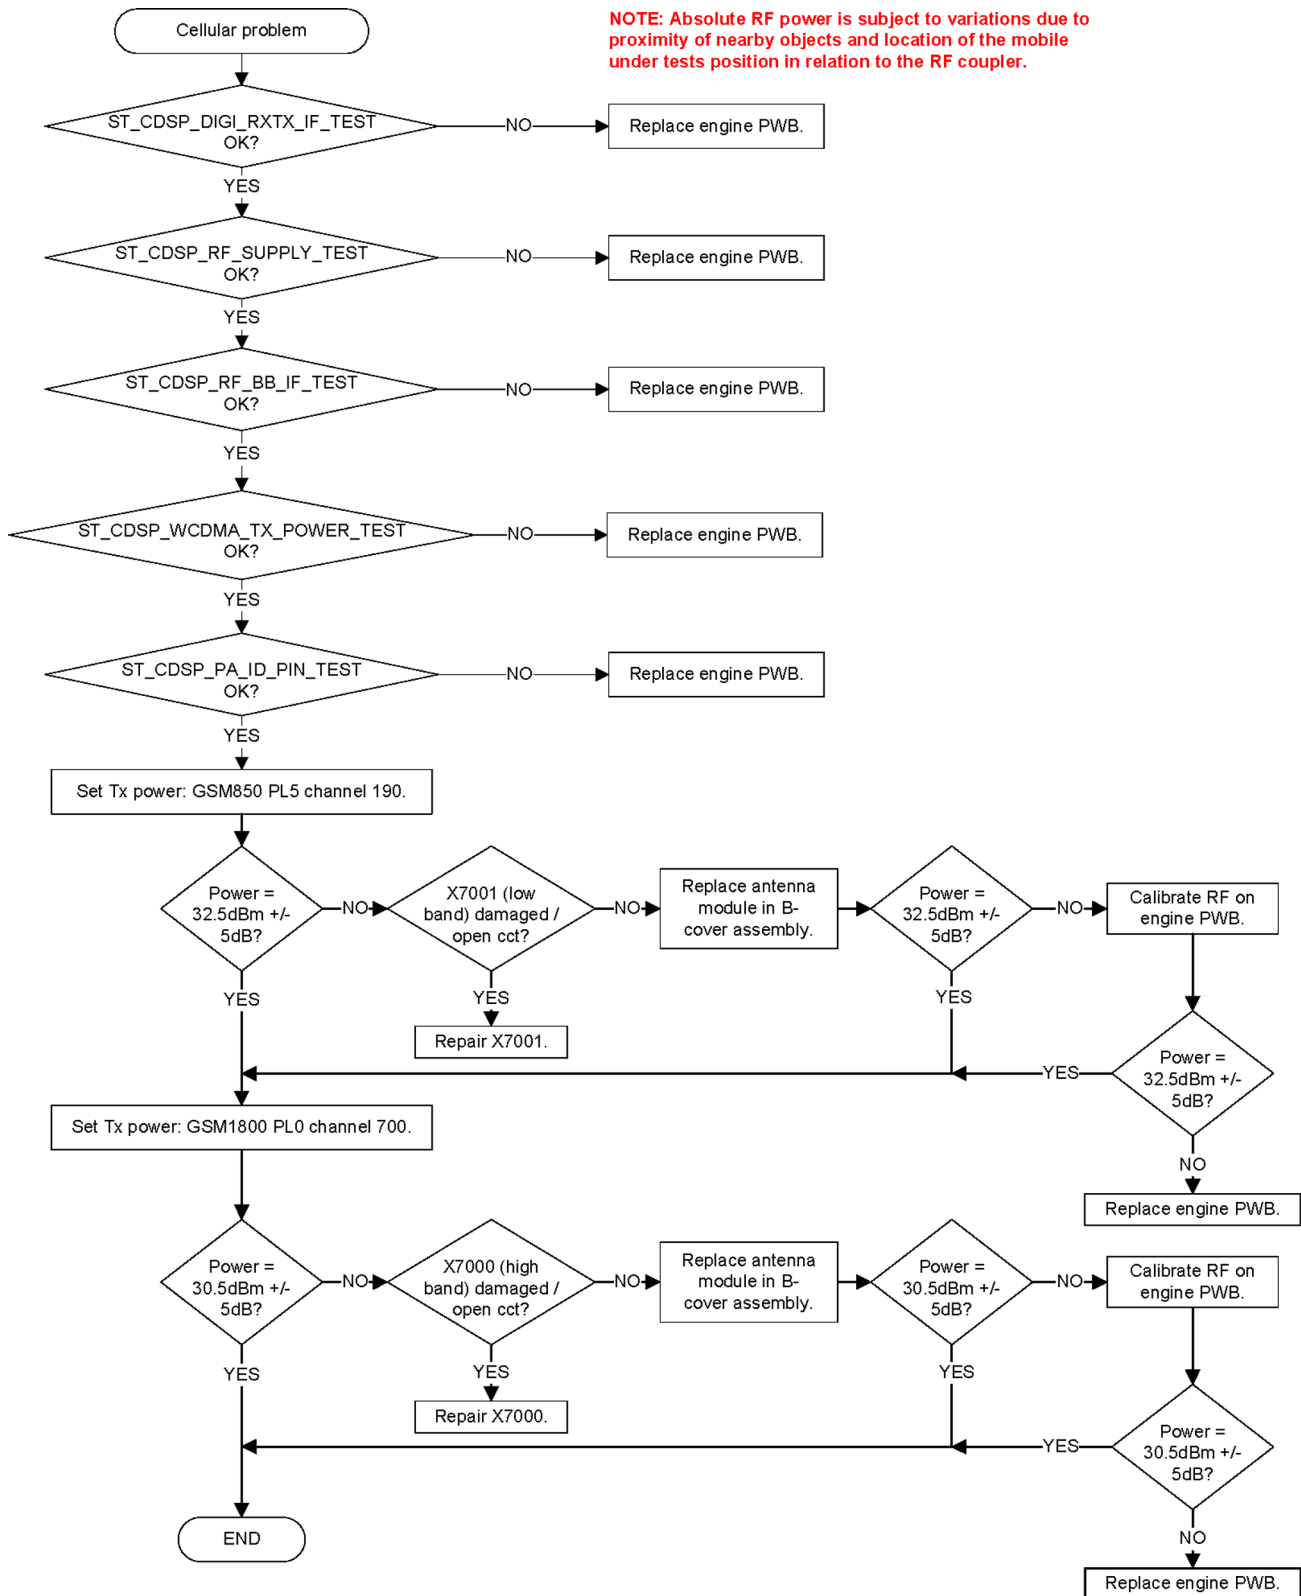 Cellular problem
NOTE: Absolute RF power is subject to variations due to
proximity of nearby objects and location of the mobile
under tests position in relation to the RF coupler.
ST_CDSP_DIGI_RXTX_IF_TEST
OK?
NO
Replace engine PWB.
YES
ST_CDSP_RF_SUPPLY_TEST
OK?
NO
Replace engine PWB.
YES
ST_CDSP_RF_BB_IF_TEST
OK?
NO
Replace engine PWB.
YES
ST_CDSP_WCDMA_TX_POWER_TEST
OK?
NO
Replace engine PWB.
YES
ST_CDSP_PA_ID_PIN_TEST
OK?
NO
Replace engine PWB.
YES
Set Tx power: GSM850 PL5 channel 190.
Power =
32.5dBm +/-
5dB?
NO
X7001 (low
band) damaged /
open cct?
NO
Replace antenna
module in B-
cover assembly.
Power =
32.5dBm +/-
5dB?
NO
Calibrate RF on
engine PWB.
YES
YES
YES
Repair X7001.
Power =
32.5dBm +/-
5dB?
YES
NO
Replace engine PWB.
Set Tx power: GSM1800 PL0 channel 700.
Power =
30.5dBm +/-
5dB?
NO
X7000 (high
band) damaged /
open cct?
NO
Replace antenna
module in B-
cover assembly.
Power =
30.5dBm +/-
5dB?
NO
Calibrate RF on
engine PWB.
YES
YES
YES
Repair X7000.
Power =
30.5dBm +/-
5dB?
YES
NO
Replace engine PWB.
END